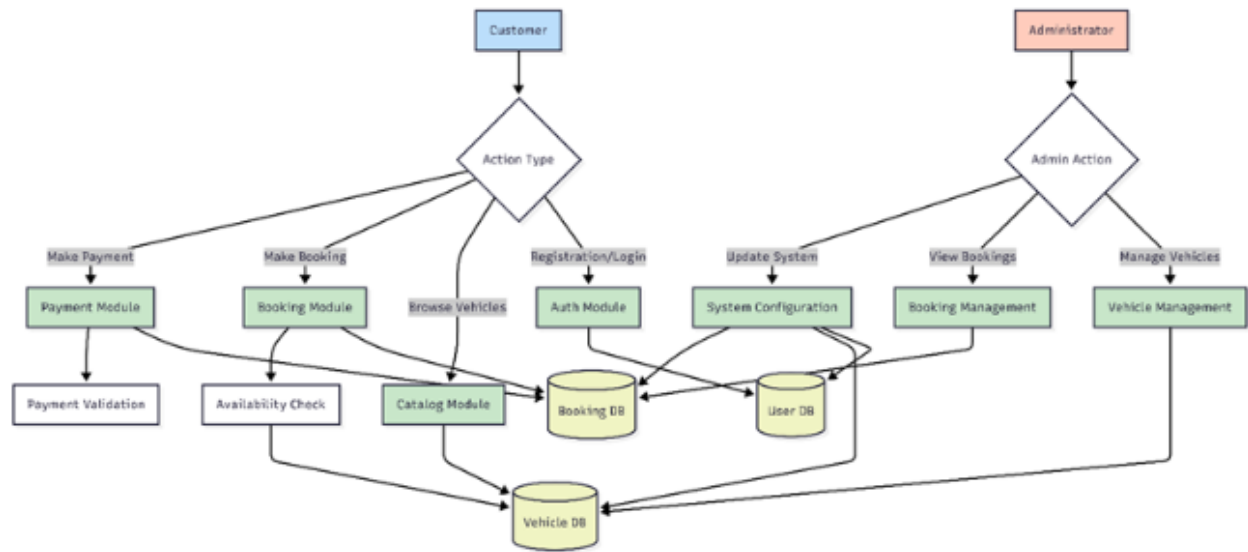 Customer
Administrator
Action Type
Admin Action
Make Payment
Make Booking
Registration/Login
Update System
View Bookings
Manage Vehicles
Payment Module
Booking Module
Browse Vehicles
Auth Module
System Configuration
Booking Management
Vehicle Management
Payment Validation
Availability Check
Catalog Module
Booking DB
User DB
Vehicle DB